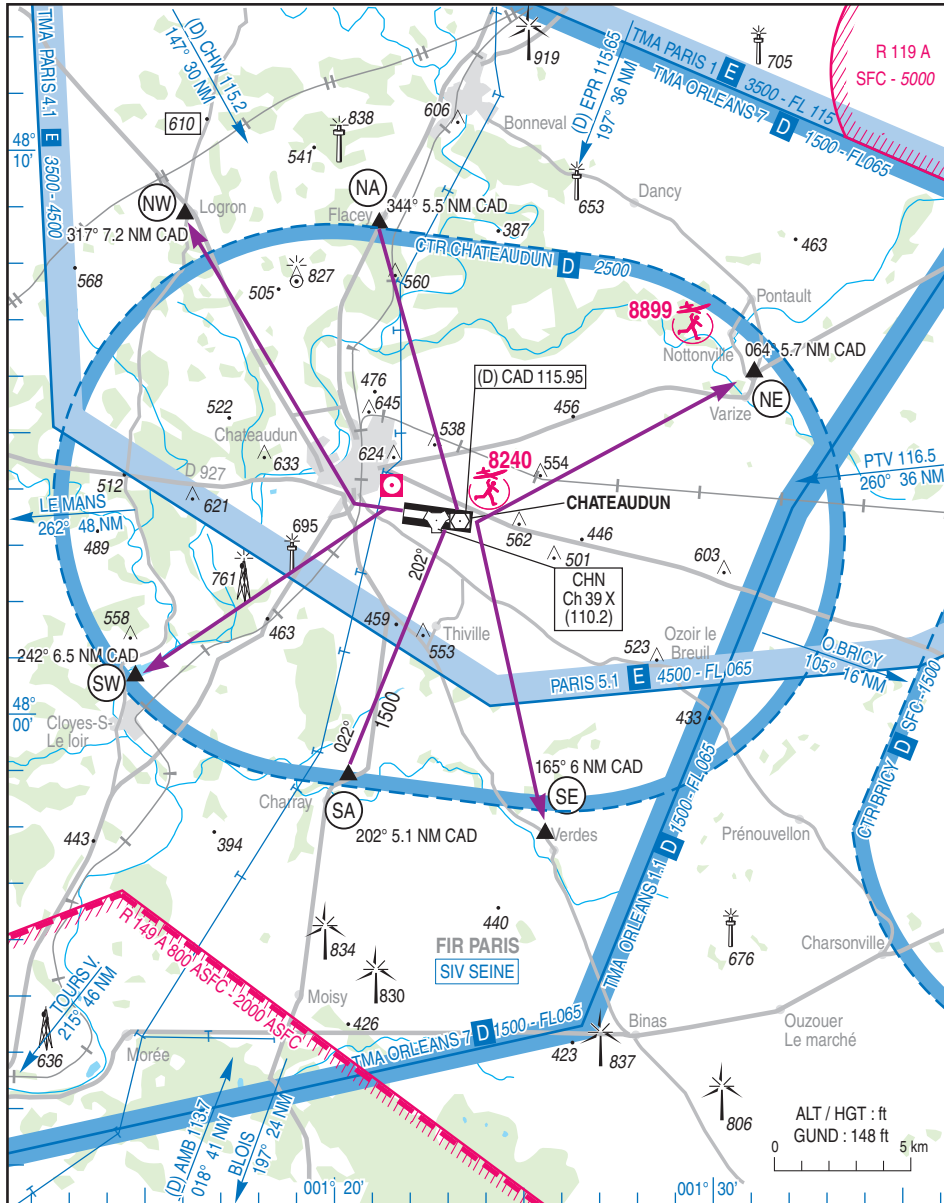 TMA PARIS 4.1 E 3500 - 4500
(D) CHW 115.2
147° 30 NM
919
(D) EPR 115.65
197° 36 NM
TMA PARIS 1 E 3500 - FL 115
TMA ORLEANS 7 D 1500 - FL065
705
R 119 A
SFC - 5000
48°
10'
610
838
541
606
Bonneval
653
Dancy
NW
Logron
317° 7.2 NM CAD
NA
Flacey
344° 5.5 NM CAD
387
463
CTR CHATEAUDUN D 2500
568
505
827
560
Pontault
8899
Nottonville
064° 5.7 NM CAD
NE
Varize
(D) CAD 115.95
476
645
522
Chateaudun
633
624
538
456
8240
554
PTV 116.5
260° 36 NM
D 927
512
621
LE MANS
262° 48 NM
489
695
761
CHATEAUDUN
562
446
501
603
202°
CHN
Ch 39 X
(110.2)
558
463
459
Thiville
553
523
Ozoir le
Breuil
O.BRICY
105° 16 NM
242° 6.5 NM CAD
SW
PARIS 5.1 E 4500 - FL 065
48°
00'
Cloyes-S-
Le loir
022°
1500
433
CTR BRICY D SFC - 1500
165° 6 NM CAD
SE
Charray
SA
202° 5.1 NM CAD
Verdes
443
394
Prénouvellon
TMA ORLEANS 1.1 D 1500 - FL065
R 149 A 800 ASFC - 2000 ASFC
834
440
FIR PARIS
SIV SEINE
676
Charsonville
TOURS V.
215° 46 NM
636
830
Moisy
426
Morée
TMA ORLEANS 7 D 1500 - FL065
423
837
Binas
Ouzouer
Le marché
806
(D) AMB 113.7
018° 41 NM
BLOIS
197° 24 NM
ALT / HGT : ft
GUND : 148 ft
0 5 km
001° 20'
001° 30'